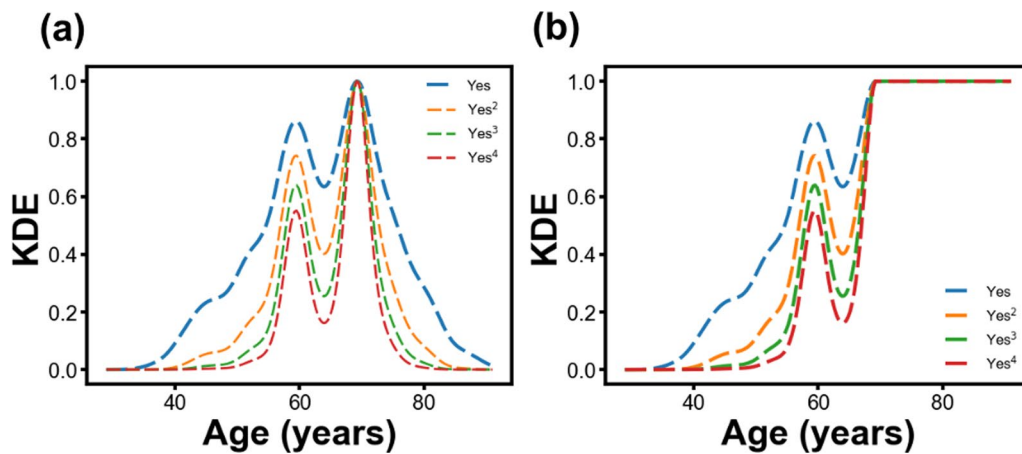 (a)
1.0
0.8
0.6
0.4
0.2
0.0
KDE
40 60 80
Age (years)
Yes
Yes²
Yes³
Yes⁴
(b)
1.0
0.8
0.6
0.4
0.2
0.0
KDE
40 60 80
Age (years)
Yes
Yes²
Yes³
Yes⁴